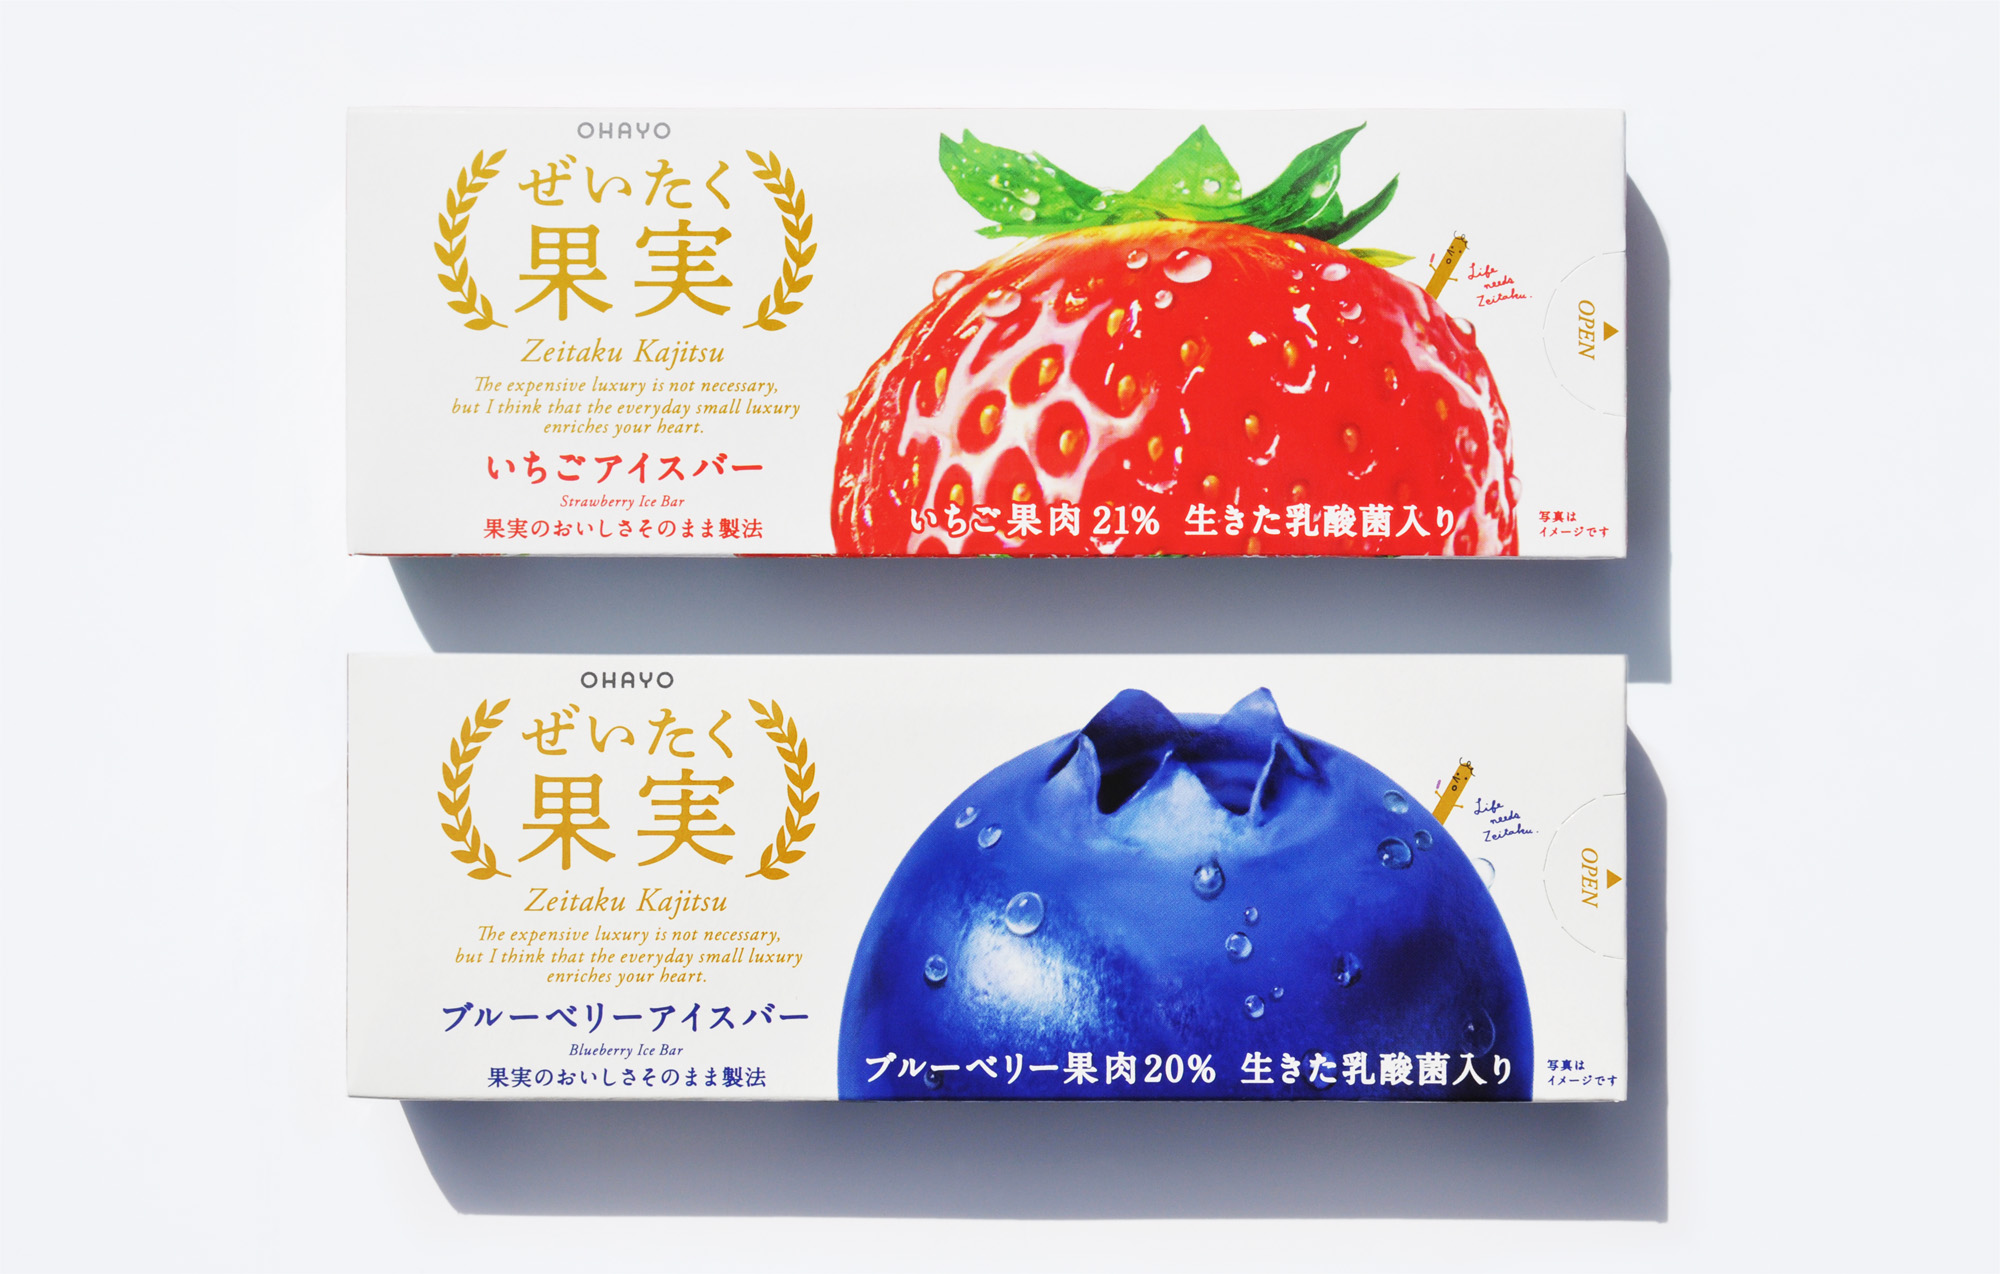 OHAYO
ぜいたく
果実
Zeitaku Kajitsu
The expensive luxury is not necessary,
but I think that the everyday small luxury
enriches your heart.
いちごアイスバー
Strawberry Ice Bar
果実のおいしさそのまま製法
いちご果肉21% 生きた乳酸菌入り
Life
needs
Zeitaku.
OPEN
写真は
イメージです
OHAYO
ぜいたく
果実
Zeitaku Kajitsu
The expensive luxury is not necessary,
but I think that the everyday small luxury
enriches your heart.
ブルーベリーアイスバー
Blueberry Ice Bar
果実のおいしさそのまま製法
ブルーベリー果肉20% 生きた乳酸菌入り
Life
needs
Zeitaku.
OPEN
写真は
イメージです